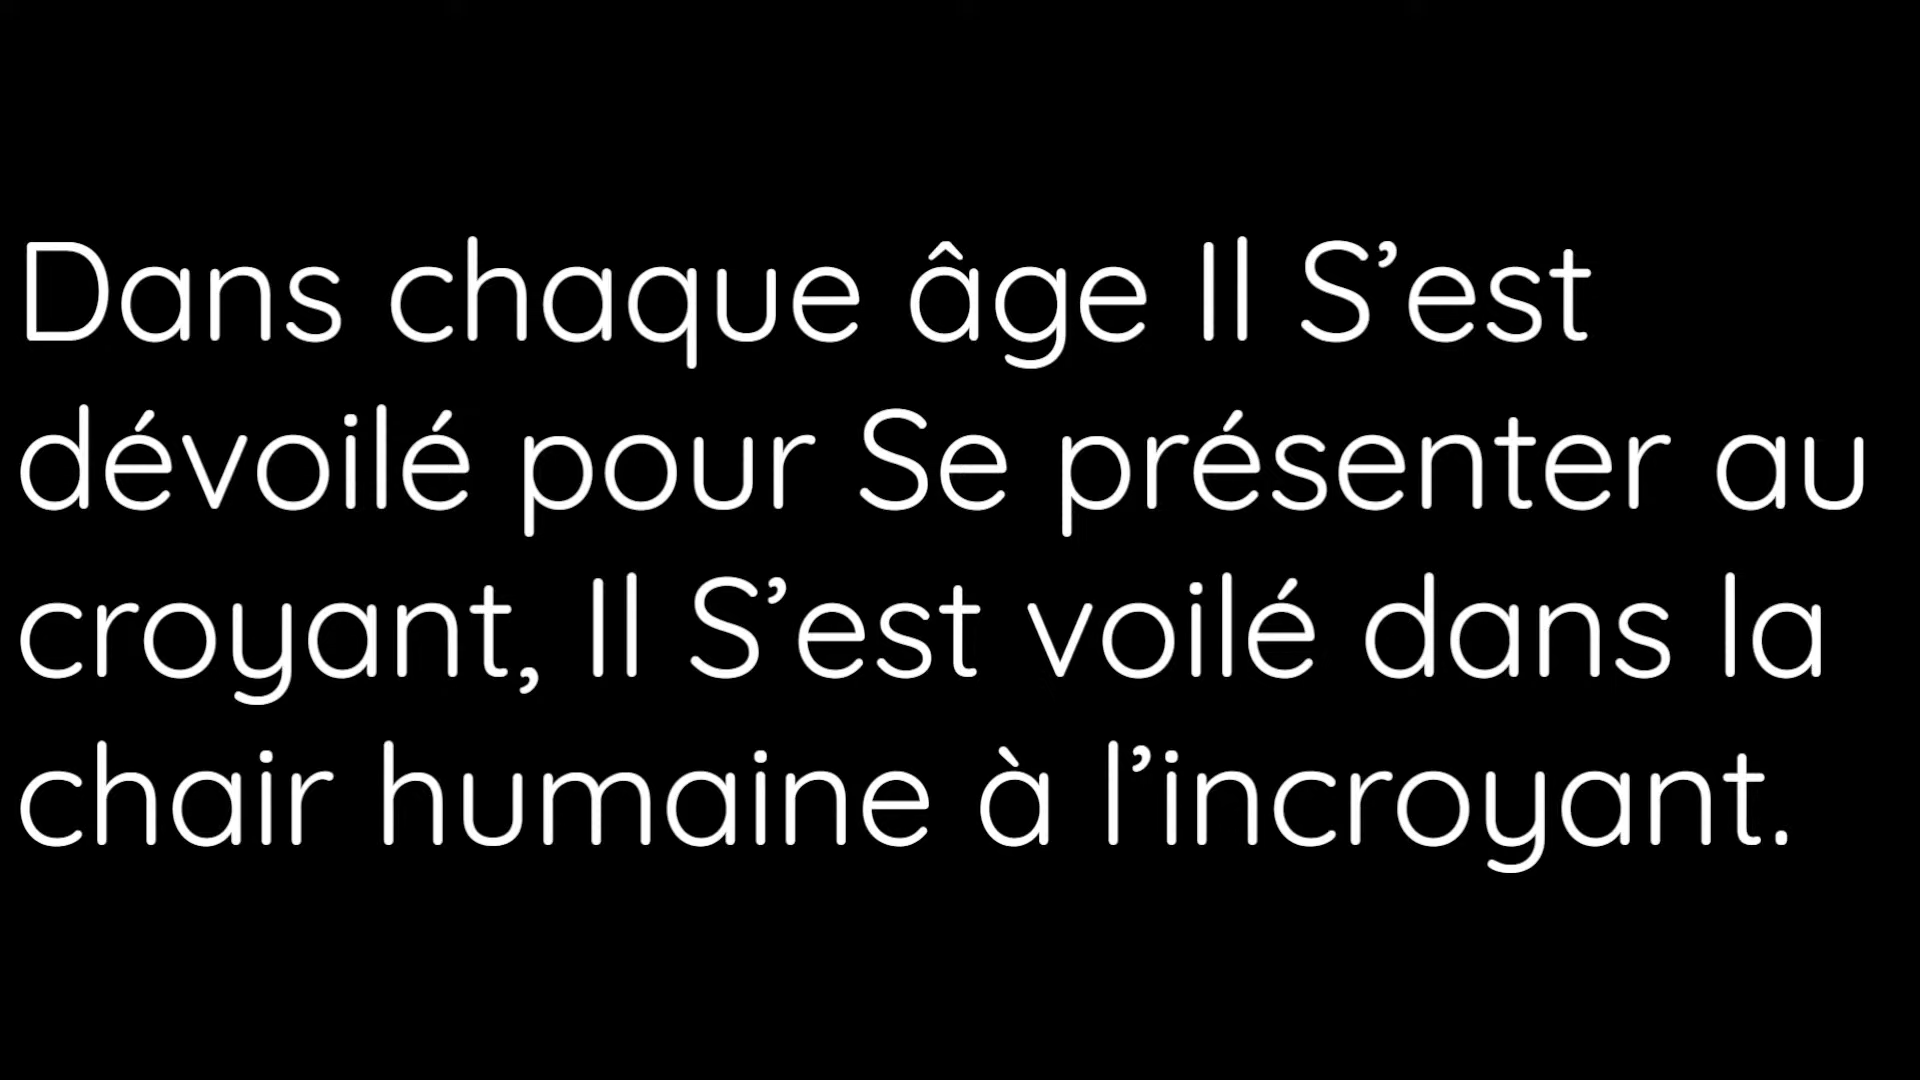 Dans chaque âge Il S’est
dévoilé pour Se présenter au
croyant, Il S’est voilé dans la
chair humaine à l’incroyant.